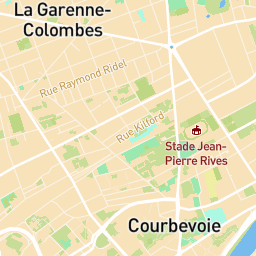 La Garenne-
Colombes
Rue Raymond Ridel
Rue Kilford
Stade Jean-
Pierre Rives
Courbevoie